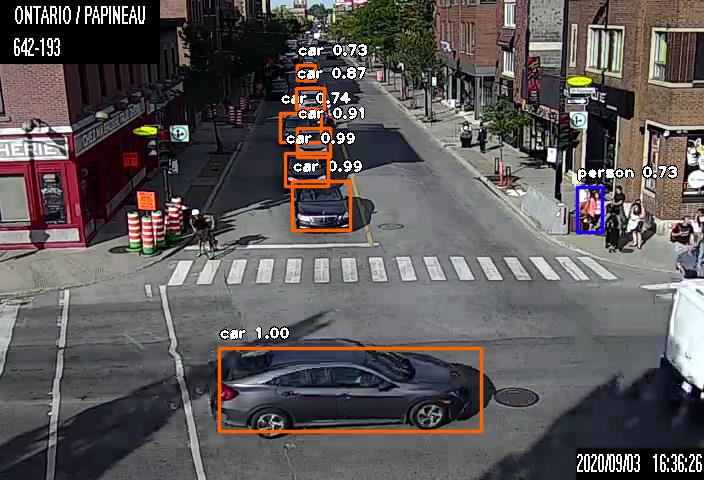 ONTARIO / PAPINEAU
642-193
car 0.73
car 0.87
car 0.74
car 0.91
car 0.99
car 0.99
person 0.73
car 1.00
2020/09/03 16:36:26